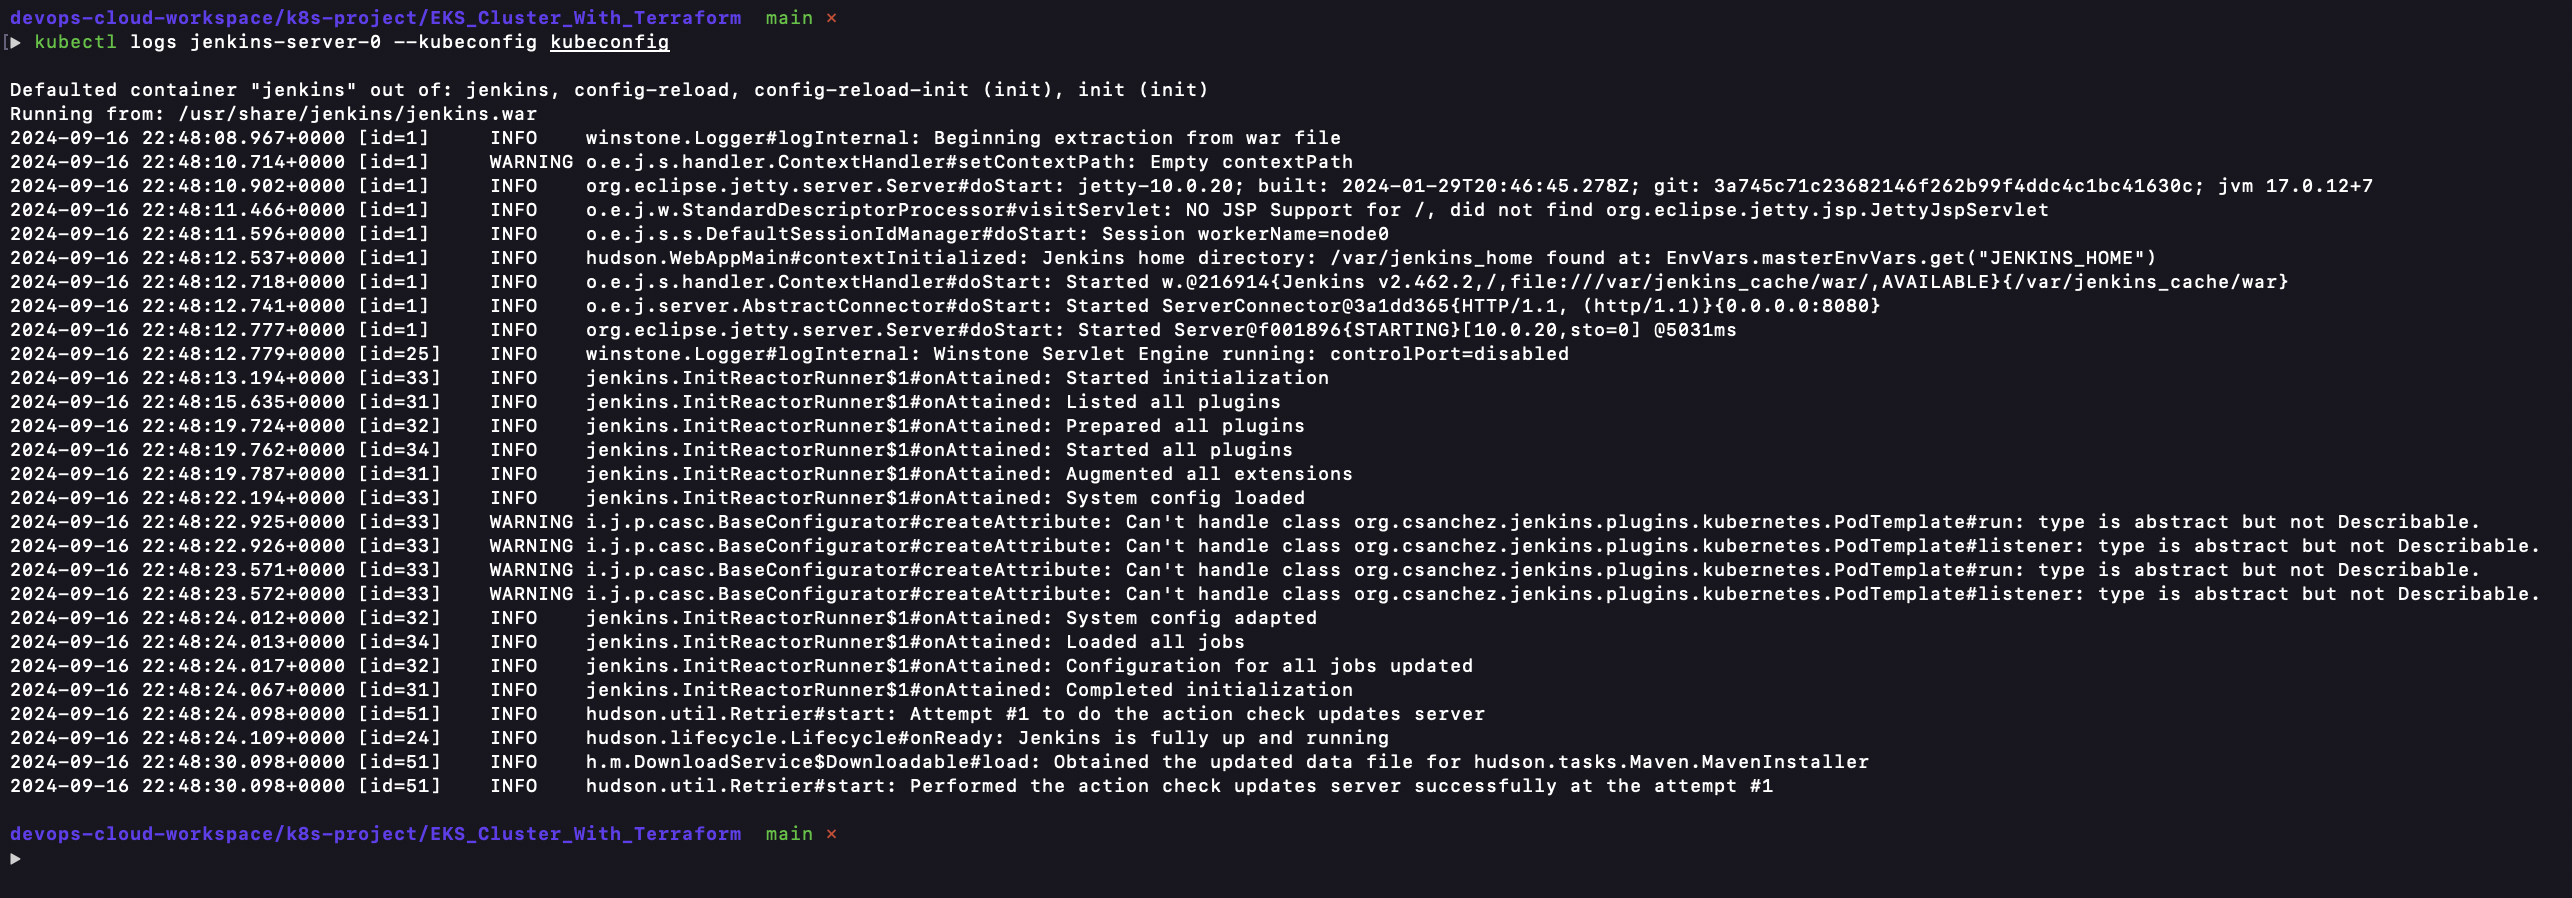 devops-cloud-workspace/k8s-project/EKS_Cluster_With_Terraform  main ×
[▶ kubectl logs jenkins-server-0 --kubeconfig kubeconfig
Defaulted container "jenkins" out of: jenkins, config-reload, config-reload-init (init), init (init)
Running from: /usr/share/jenkins/jenkins.war
2024-09-16 22:48:08.967+0000 [id=1]     INFO    winstone.Logger#logInternal: Beginning extraction from war file
2024-09-16 22:48:10.714+0000 [id=1]     WARNING o.e.j.s.handler.ContextHandler#setContextPath: Empty contextPath
2024-09-16 22:48:10.902+0000 [id=1]     INFO    org.eclipse.jetty.server.Server#doStart: jetty-10.0.20; built: 2024-01-29T20:46:45.278Z; git: 3a745c71c23682146f262b99f4ddc4c1bc41630c; jvm 17.0.12+7
2024-09-16 22:48:11.466+0000 [id=1]     INFO    o.e.j.w.StandardDescriptorProcessor#visitServlet: NO JSP Support for /, did not find org.eclipse.jetty.jsp.JettyJspServlet
2024-09-16 22:48:11.596+0000 [id=1]     INFO    o.e.j.s.s.DefaultSessionIdManager#doStart: Session workerName=node0
2024-09-16 22:48:12.537+0000 [id=1]     INFO    hudson.WebAppMain#contextInitialized: Jenkins home directory: /var/jenkins_home found at: EnvVars.masterEnvVars.get("JENKINS_HOME")
2024-09-16 22:48:12.718+0000 [id=1]     INFO    o.e.j.s.handler.ContextHandler#doStart: Started w.@216914{Jenkins v2.462.2,/,file:///var/jenkins_cache/war/,AVAILABLE}{/var/jenkins_cache/war}
2024-09-16 22:48:12.741+0000 [id=1]     INFO    o.e.j.server.AbstractConnector#doStart: Started ServerConnector@3a1dd365{HTTP/1.1, (http/1.1)}{0.0.0.0:8080}
2024-09-16 22:48:12.777+0000 [id=1]     INFO    org.eclipse.jetty.server.Server#doStart: Started Server@f001896{STARTING}[10.0.20,sto=0] @5031ms
2024-09-16 22:48:12.779+0000 [id=25]    INFO    winstone.Logger#logInternal: Winstone Servlet Engine running: controlPort=disabled
2024-09-16 22:48:13.194+0000 [id=33]    INFO    jenkins.InitReactorRunner$1#onAttained: Started initialization
2024-09-16 22:48:15.635+0000 [id=31]    INFO    jenkins.InitReactorRunner$1#onAttained: Listed all plugins
2024-09-16 22:48:19.724+0000 [id=32]    INFO    jenkins.InitReactorRunner$1#onAttained: Prepared all plugins
2024-09-16 22:48:19.762+0000 [id=34]    INFO    jenkins.InitReactorRunner$1#onAttained: Started all plugins
2024-09-16 22:48:19.787+0000 [id=31]    INFO    jenkins.InitReactorRunner$1#onAttained: Augmented all extensions
2024-09-16 22:48:22.194+0000 [id=33]    INFO    jenkins.InitReactorRunner$1#onAttained: System config loaded
2024-09-16 22:48:22.925+0000 [id=33]    WARNING i.j.p.casc.BaseConfigurator#createAttribute: Can't handle class org.csanchez.jenkins.plugins.kubernetes.PodTemplate#run: type is abstract but not Describable.
2024-09-16 22:48:22.926+0000 [id=33]    WARNING i.j.p.casc.BaseConfigurator#createAttribute: Can't handle class org.csanchez.jenkins.plugins.kubernetes.PodTemplate#listener: type is abstract but not Describable.
2024-09-16 22:48:23.571+0000 [id=33]    WARNING i.j.p.casc.BaseConfigurator#createAttribute: Can't handle class org.csanchez.jenkins.plugins.kubernetes.PodTemplate#run: type is abstract but not Describable.
2024-09-16 22:48:23.572+0000 [id=33]    WARNING i.j.p.casc.BaseConfigurator#createAttribute: Can't handle class org.csanchez.jenkins.plugins.kubernetes.PodTemplate#listener: type is abstract but not Describable.
2024-09-16 22:48:24.012+0000 [id=32]    INFO    jenkins.InitReactorRunner$1#onAttained: System config adapted
2024-09-16 22:48:24.013+0000 [id=34]    INFO    jenkins.InitReactorRunner$1#onAttained: Loaded all jobs
2024-09-16 22:48:24.017+0000 [id=32]    INFO    jenkins.InitReactorRunner$1#onAttained: Configuration for all jobs updated
2024-09-16 22:48:24.067+0000 [id=31]    INFO    jenkins.InitReactorRunner$1#onAttained: Completed initialization
2024-09-16 22:48:24.098+0000 [id=51]    INFO    hudson.util.Retrier#start: Attempt #1 to do the action check updates server
2024-09-16 22:48:24.109+0000 [id=24]    INFO    hudson.lifecycle.Lifecycle#onReady: Jenkins is fully up and running
2024-09-16 22:48:30.098+0000 [id=51]    INFO    h.m.DownloadService$Downloadable#load: Obtained the updated data file for hudson.tasks.Maven.MavenInstaller
2024-09-16 22:48:30.098+0000 [id=51]    INFO    hudson.util.Retrier#start: Performed the action check updates server successfully at the attempt #1
devops-cloud-workspace/k8s-project/EKS_Cluster_With_Terraform  main ×
▶